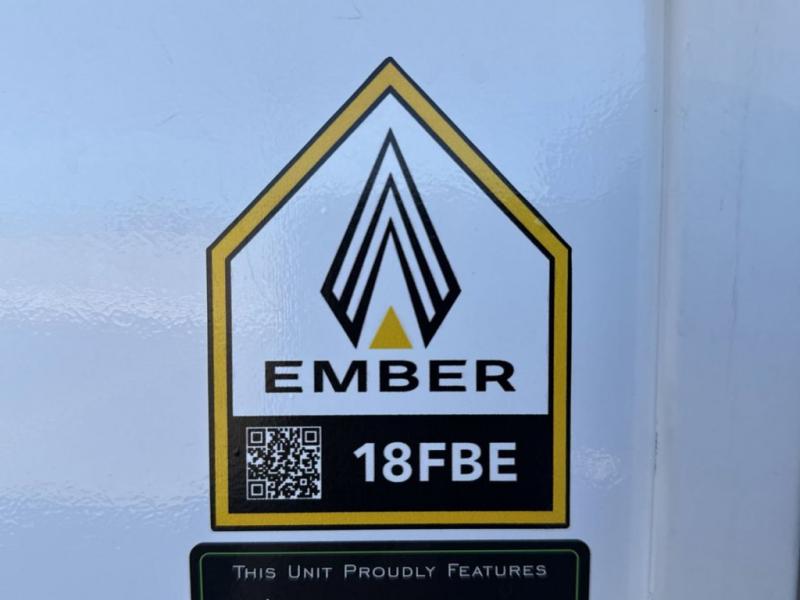 EMBER
18FBE
This Unit Proudly Features